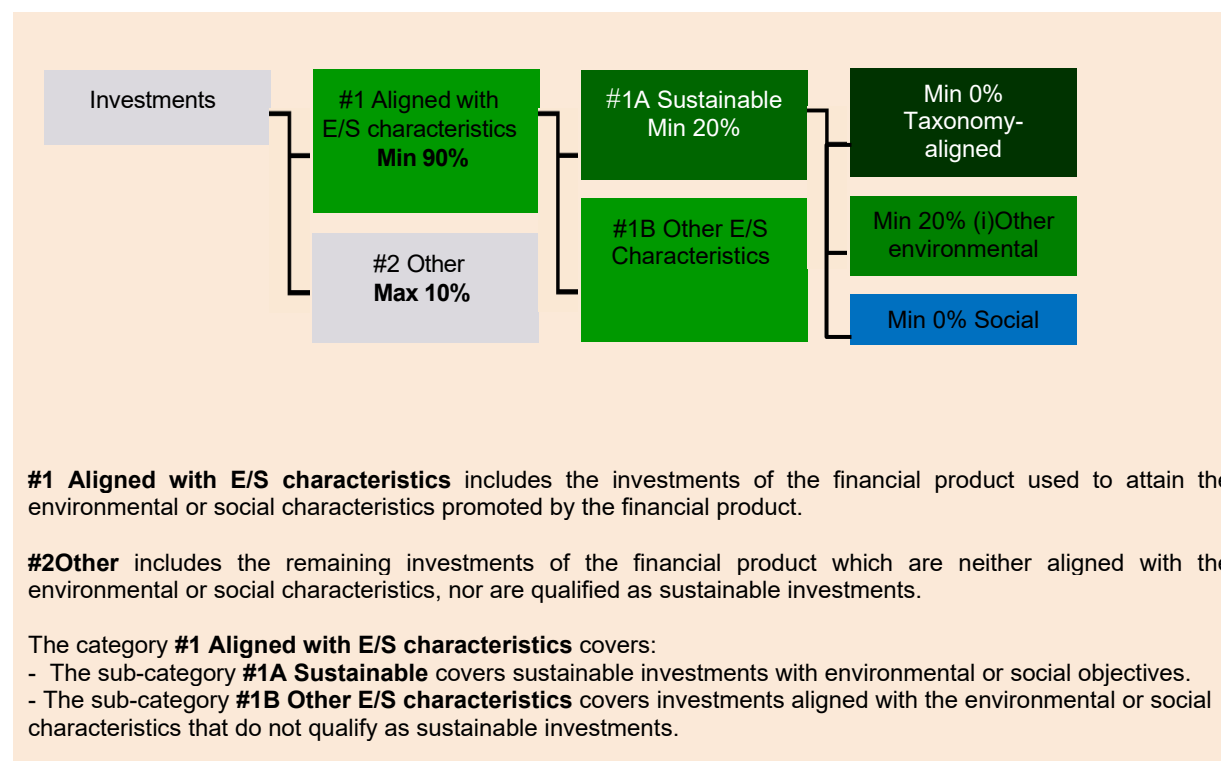 Investments
#1 Aligned with
E/S characteristics
Min 90%
#2 Other
Max 10%
#1A Sustainable
Min 20%
#1B Other E/S
Characteristics
Min 0%
Taxonomy-
aligned
Min 20% (i)Other
environmental
Min 0% Social
#1 Aligned with E/S characteristics includes the investments of the financial product used to attain the
environmental or social characteristics promoted by the financial product.
#2Other includes the remaining investments of the financial product which are neither aligned with the
environmental or social characteristics, nor are qualified as sustainable investments.
The category #1 Aligned with E/S characteristics covers:
- The sub-category #1A Sustainable covers sustainable investments with environmental or social objectives.
- The sub-category #1B Other E/S characteristics covers investments aligned with the environmental or social
characteristics that do not qualify as sustainable investments.